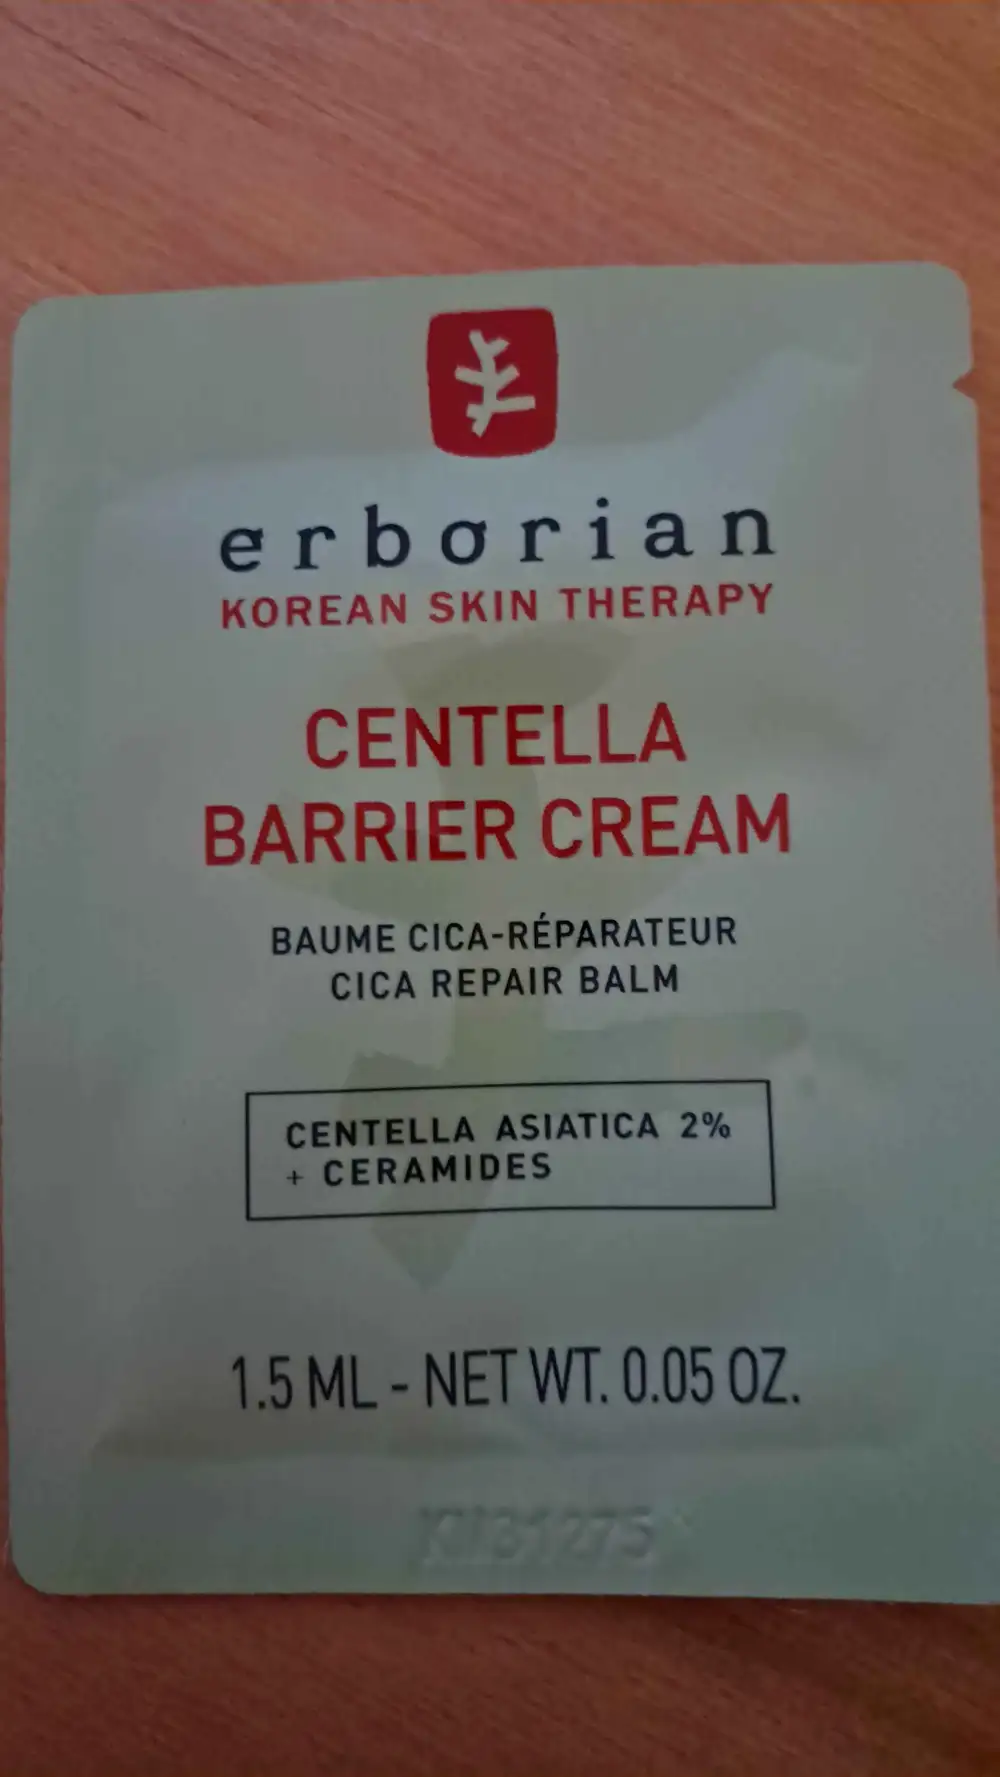 erborian
KOREAN SKIN THERAPY
CENTELLA
BARRIER CREAM
BAUME CICA-RÉPARATEUR
CICA REPAIR BALM
CENTELLA ASIATICA 2%
+ CERAMIDES
1.5 ML - NET WT. 0.05 OZ.